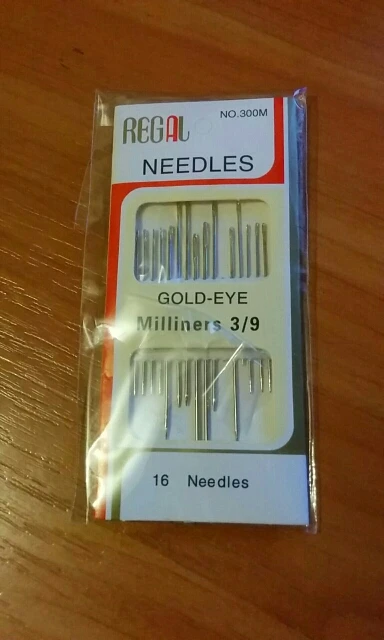 NO.300M
REGAL
NEEDLES
GOLD-EYE
Milliners 3/9
16 Needles